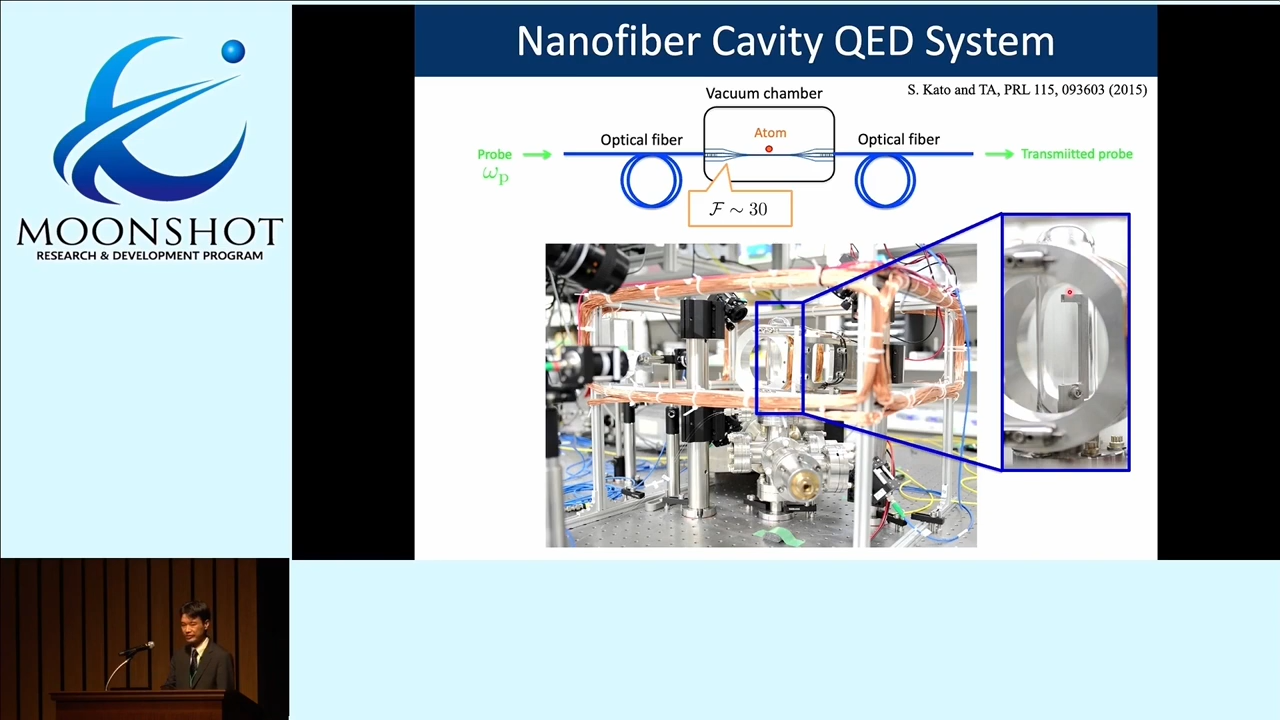 MOONSHOT
RESEARCH & DEVELOPMENT PROGRAM
Nanofiber Cavity QED System
S. Kato and TA, PRL 115, 093603 (2015)
Vacuum chamber
Optical fiber
Atom
Optical fiber
Probe
Transmiitted probe
ωp
F ∼ 30